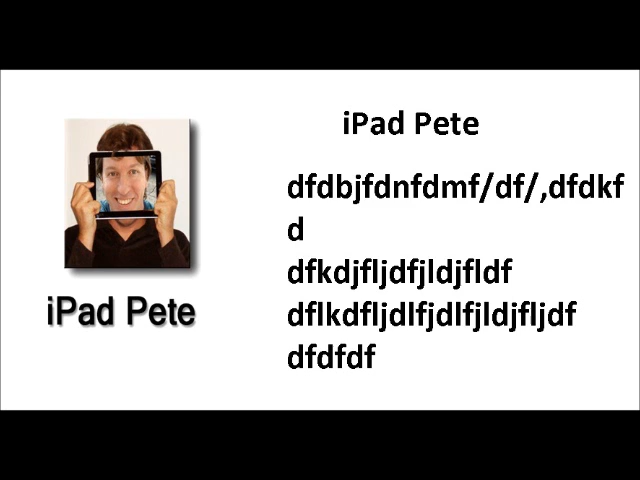 iPad Pete
dfdbjfdnfdmf/df/,dfdkf
d
dfkdjfljdfjldjfldf
dflkdfljdlfjdlfjldjfljdf
dfdfdf
iPad Pete